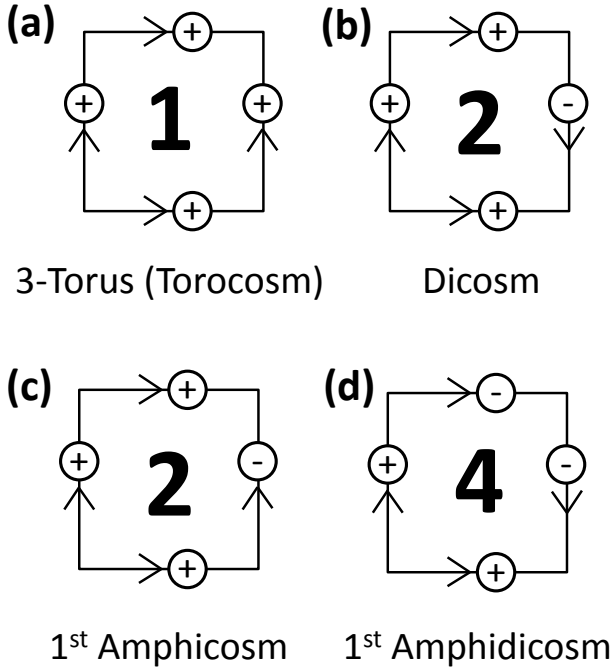 (a)
+
+ 1 +
+
3-Torus (Torocosm)
(b)
+
+ 2 -
+
Dicosm
(c)
+
+ 2 -
+
1st Amphicosm
(d)
-
+ 4 -
+
1st Amphidicosm